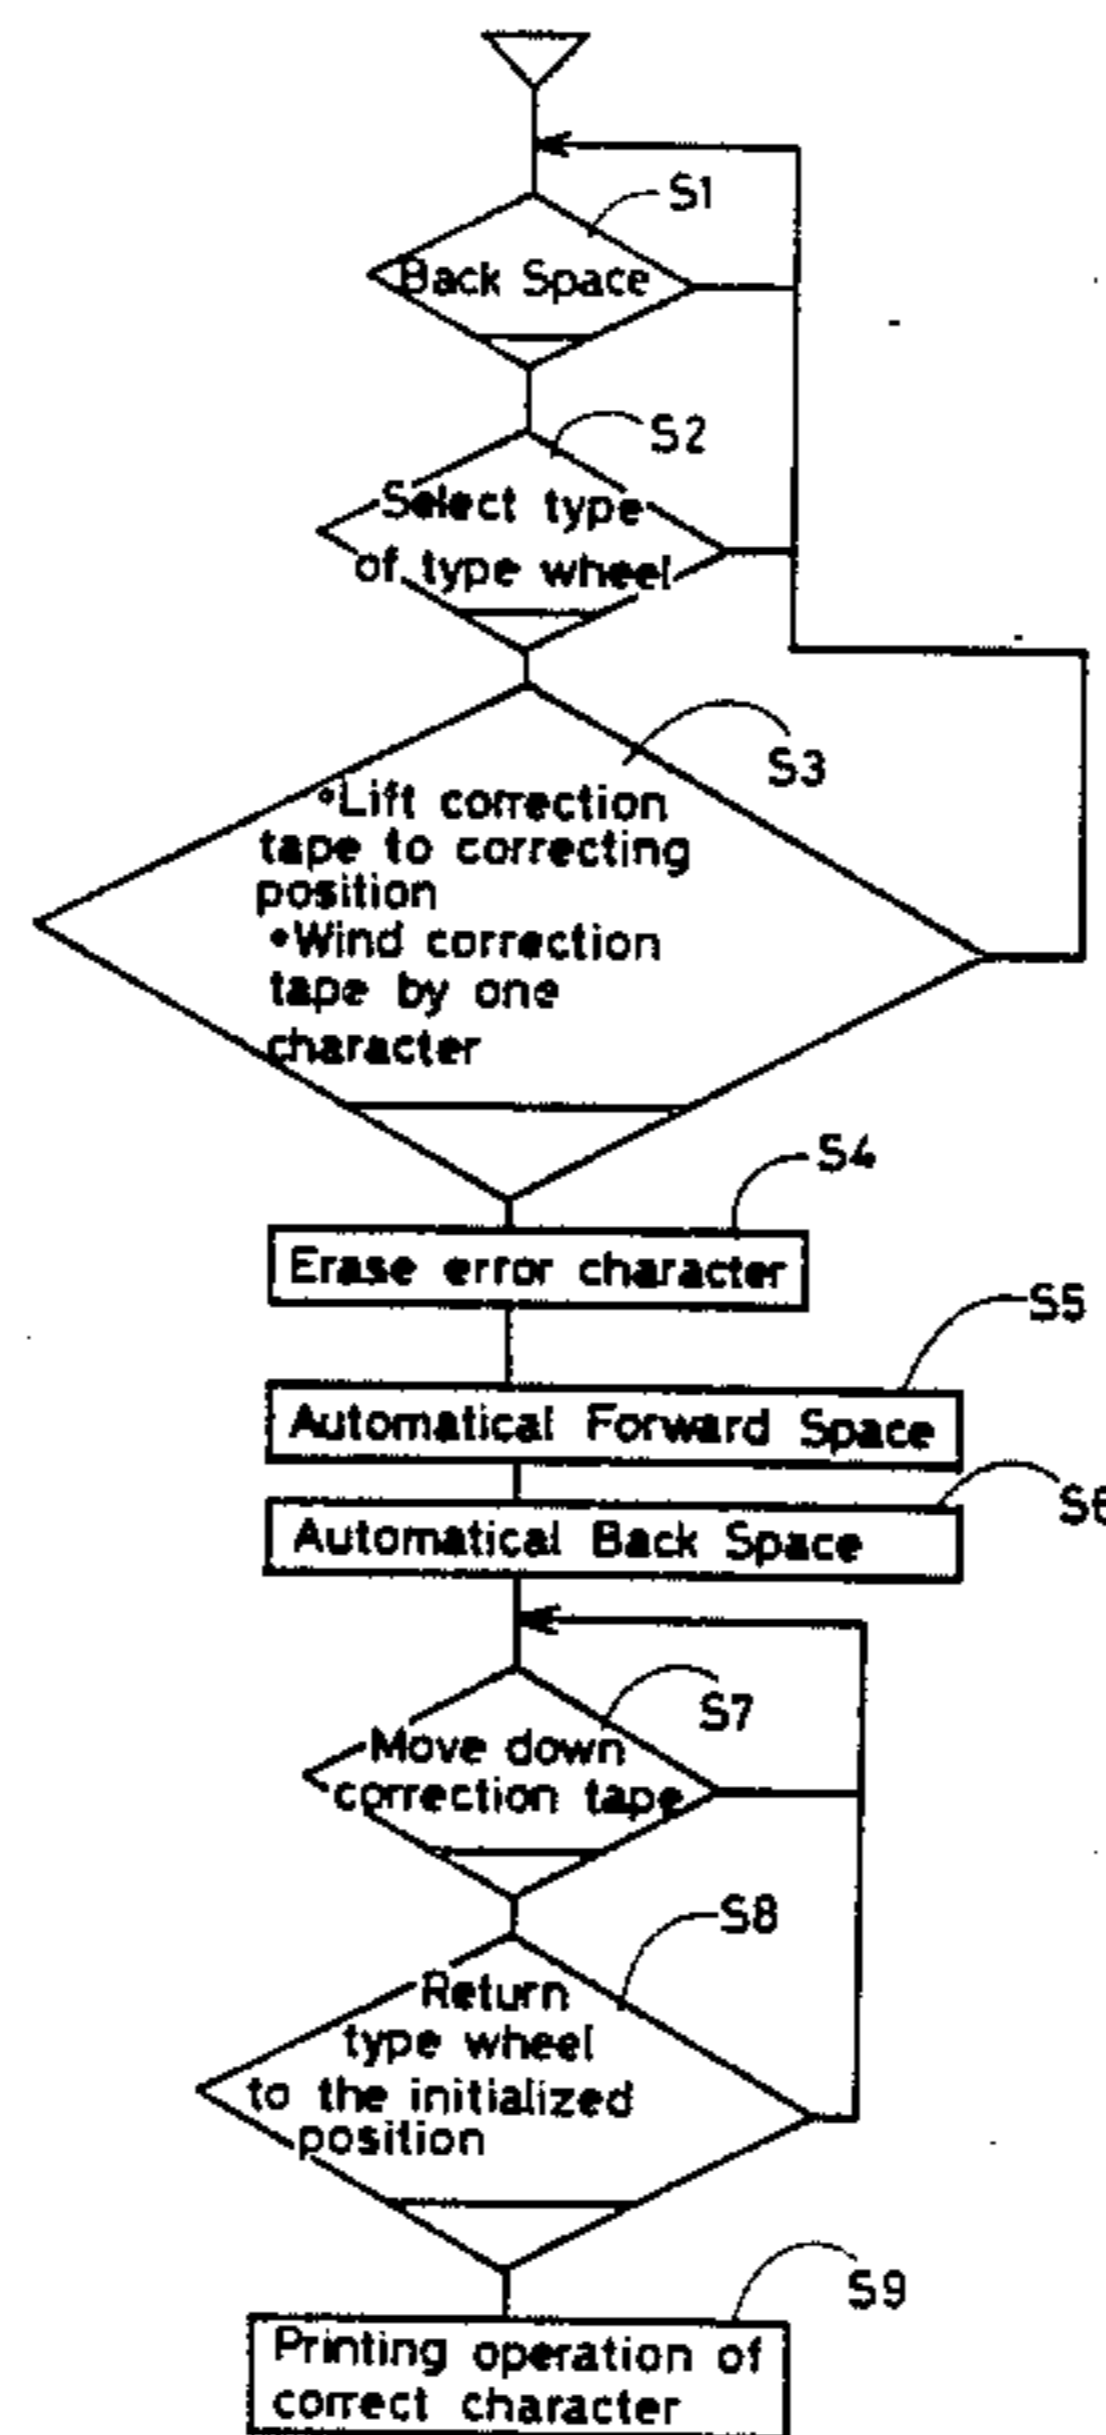 S1
Back Space
S2
Select type
of type wheel
S3
•Lift correction
tape to correcting
position
•Wind correction
tape by one
character
S4
Erase error character
S5
Automatical Forward Space
S6
Automatical Back Space
S7
Move down
correction tape
S8
Return
type wheel
to the initialized
position
S9
Printing operation of
correct character